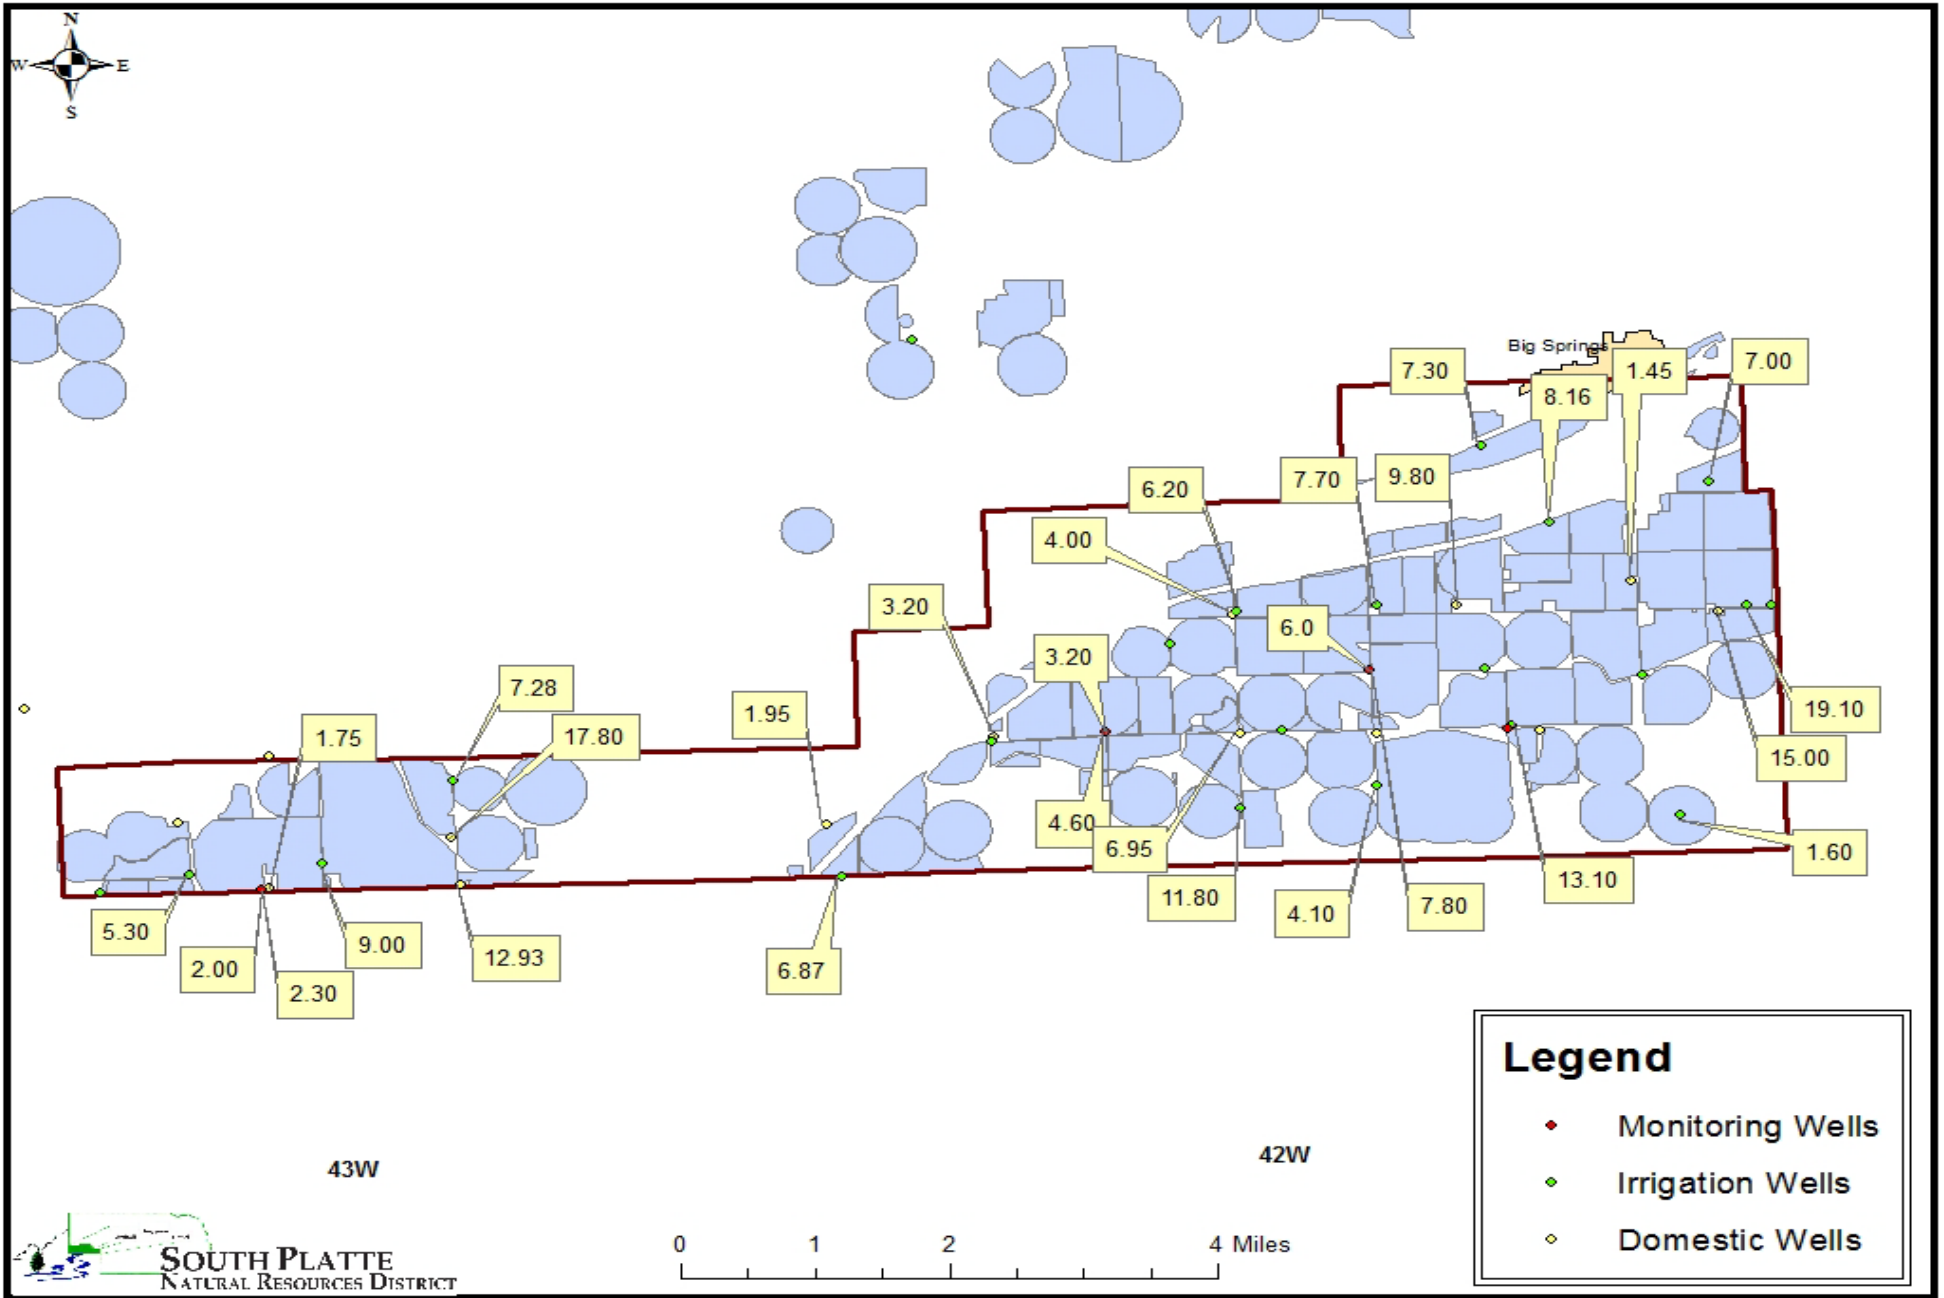 N
W E
S
Big Springs
7.30
1.45
7.00
8.16
6.20
7.70
9.80
4.00
3.20
6.0
3.20
7.28
1.95
17.80
1.75
19.10
15.00
4.60
6.95
1.60
13.10
11.80
4.10
7.80
5.30
9.00
12.93
2.00
6.87
2.30
Legend
Monitoring Wells
Irrigation Wells
Domestic Wells
43W
42W
0 1 2 4 Miles
SOUTH PLATTE
NATURAL RESOURCES DISTRICT